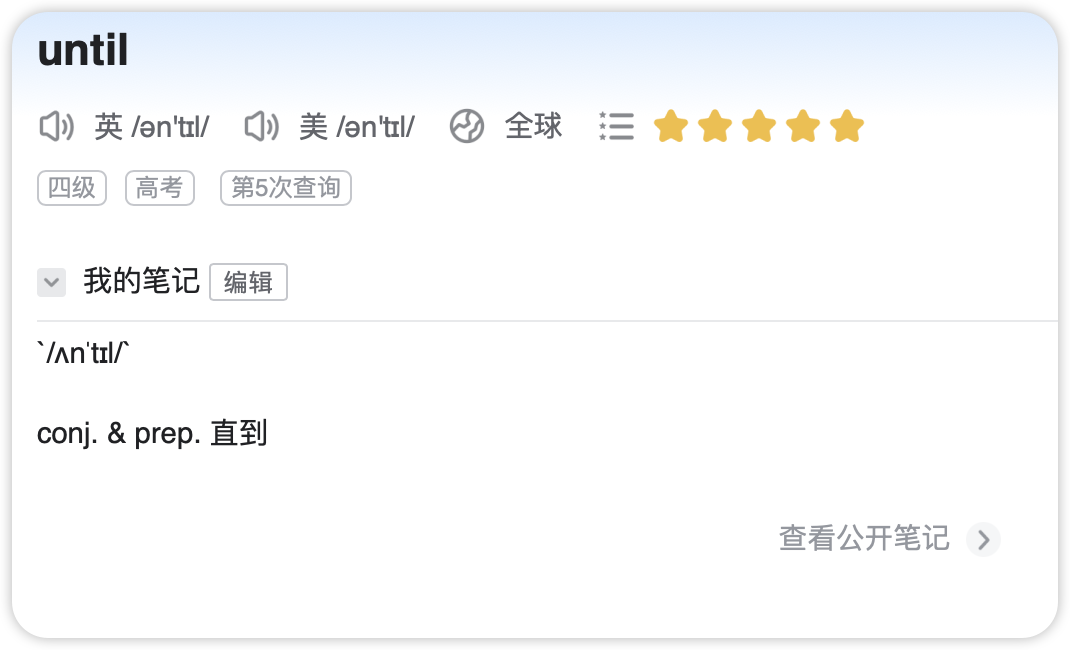 until
英 /ən'tɪl/ 美 /ən'tɪl/ 全球
四级 高考 第5次查询
我的笔记 编辑
`/ʌnˈtɪl/`
conj. & prep. 直到
查看公开笔记